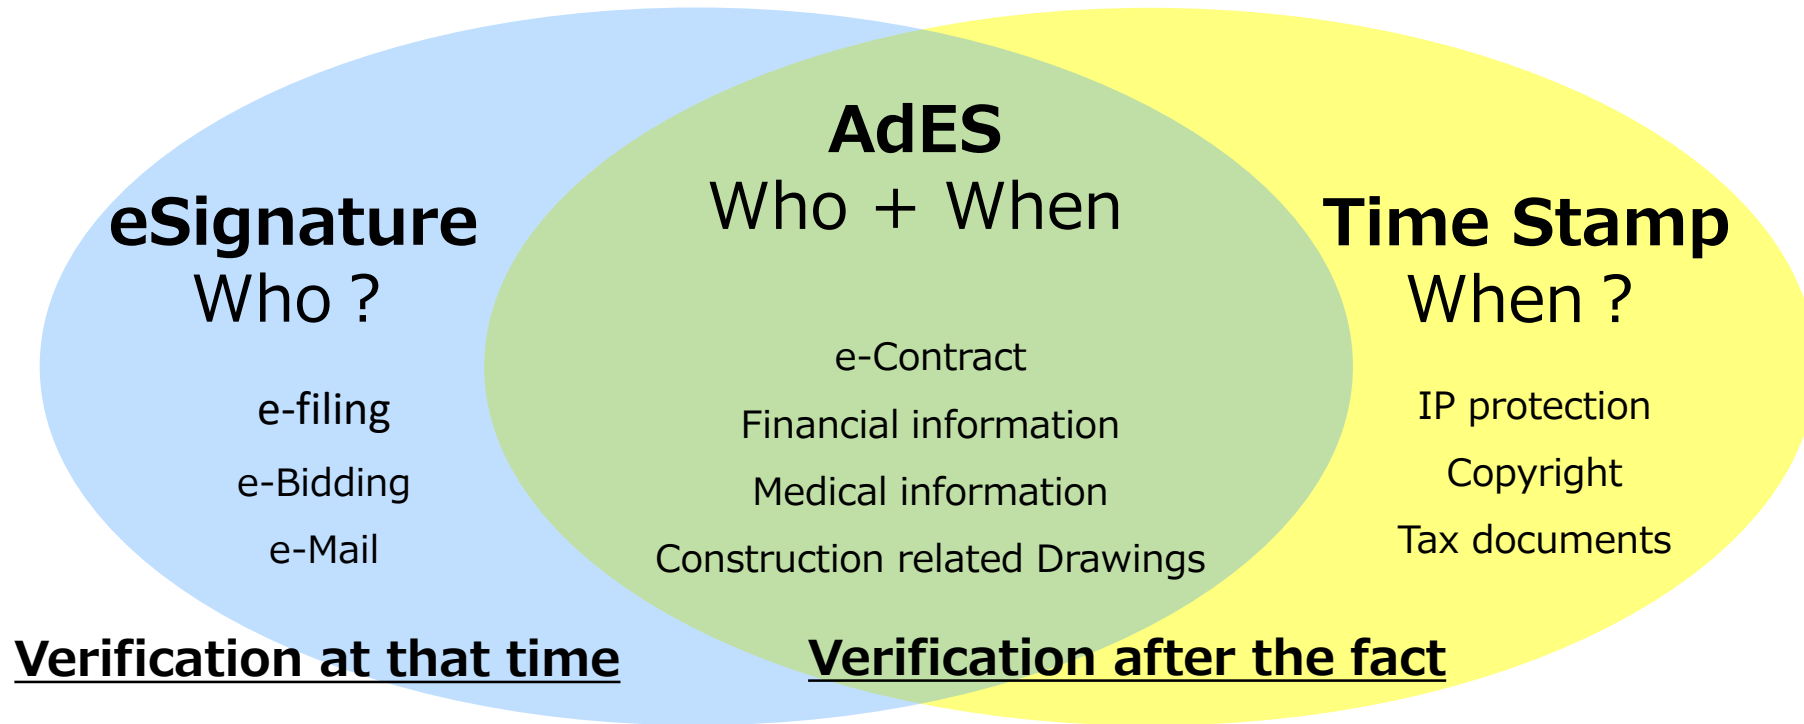 eSignature
Who ?
e-filing
e-Bidding
e-Mail
Verification at that time
AdES
Who + When
e-Contract
Financial information
Medical information
Construction related Drawings
Verification after the fact
Time Stamp
When ?
IP protection
Copyright
Tax documents